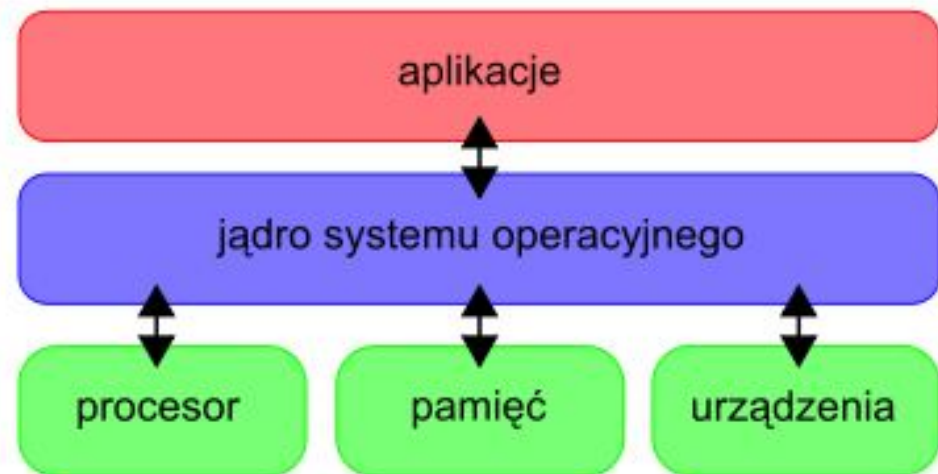 aplikacje
jądro systemu operacyjnego
procesor
pamięć
urządzenia